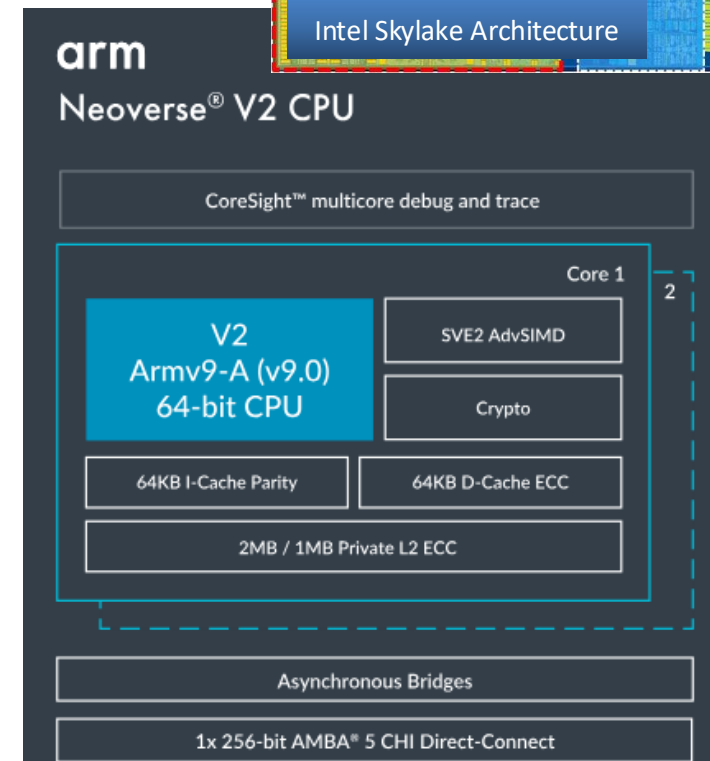 Intel Skylake Architecture
arm
Neoverse® V2 CPU
CoreSight™ multicore debug and trace
Core 1
2
V2
Armv9-A (v9.0)
64-bit CPU
SVE2 AdvSIMD
Crypto
64KB I-Cache Parity
64KB D-Cache ECC
2MB / 1MB Private L2 ECC
Asynchronous Bridges
1x 256-bit AMBA® 5 CHI Direct-Connect